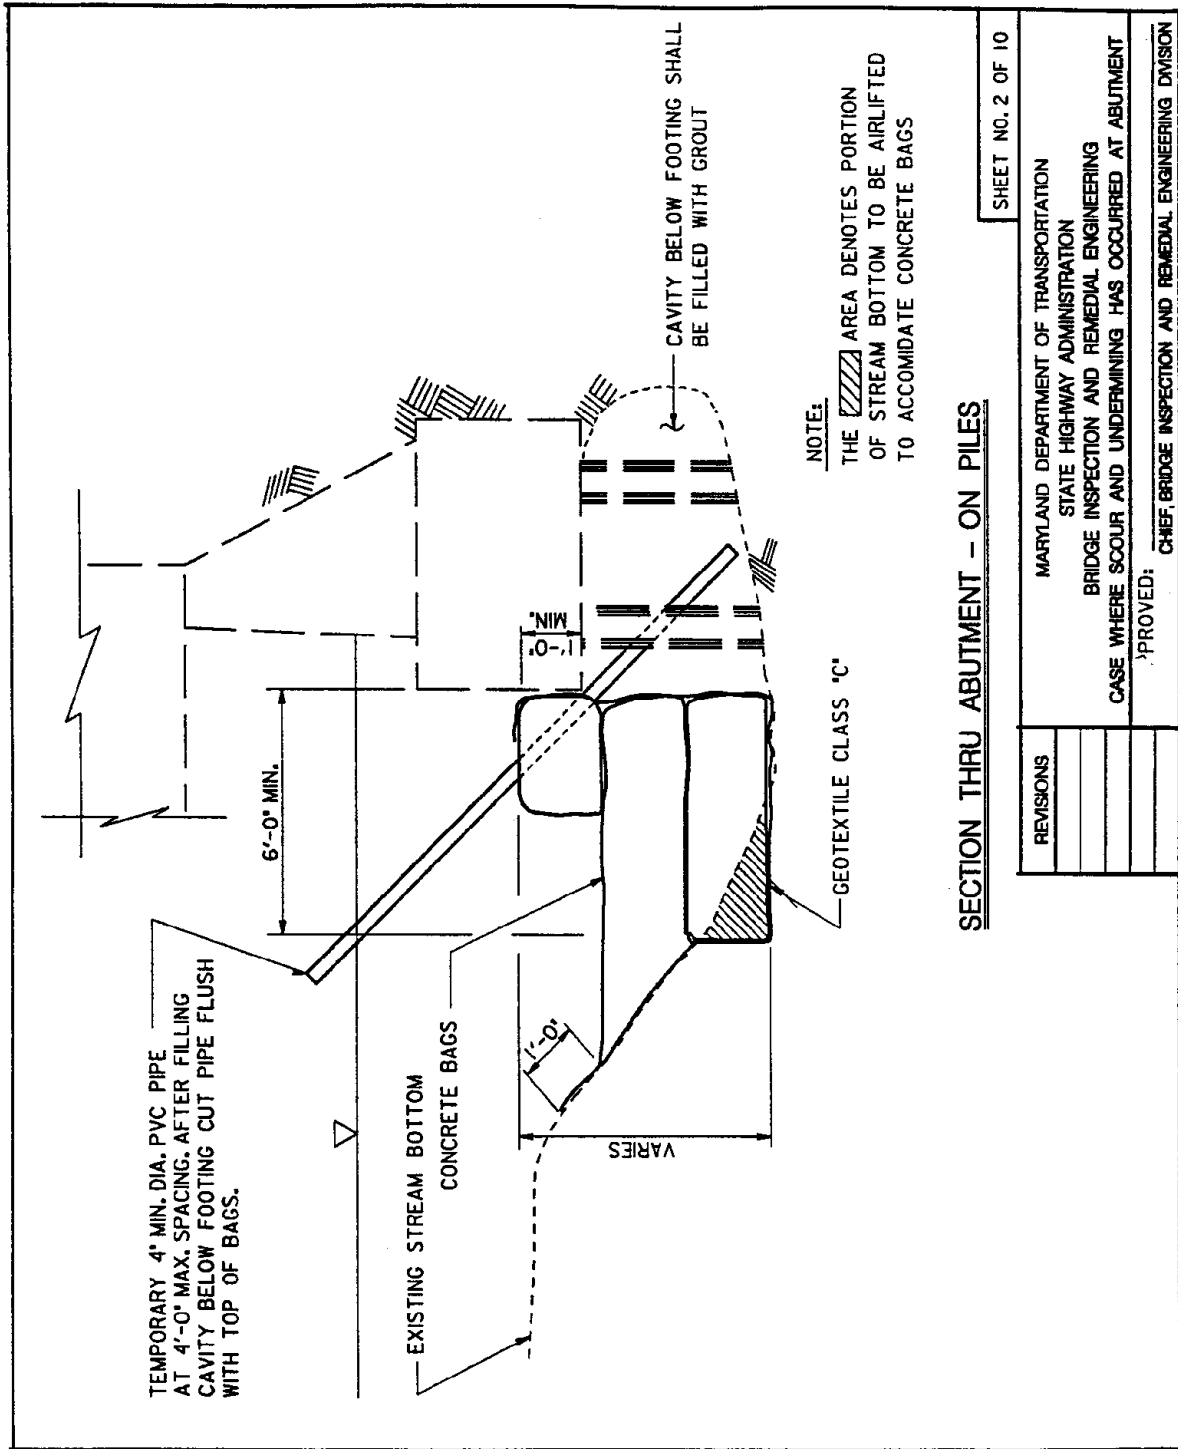 TEMPORARY 4" MIN. DIA. PVC PIPE
AT 4'-0" MAX. SPACING. AFTER FILLING
CAVITY BELOW FOOTING CUT PIPE FLUSH
WITH TOP OF BAGS.
6'-0" MIN.
1'-0"
MIN.
EXISTING STREAM BOTTOM
CONCRETE BAGS
1'-0"
VARIES
CAVITY BELOW FOOTING SHALL
BE FILLED WITH GROUT
GEOTEXTILE CLASS "C"
NOTE:
THE AREA DENOTES PORTION
OF STREAM BOTTOM TO BE AIRLIFTED
TO ACCOMIDATE CONCRETE BAGS
SECTION THRU ABUTMENT - ON PILES
SHEET NO. 2 OF 10
REVISIONS
MARYLAND DEPARTMENT OF TRANSPORTATION
STATE HIGHWAY ADMINISTRATION
BRIDGE INSPECTION AND REMEDIAL ENGINEERING
CASE WHERE SCOUR AND UNDERMINING HAS OCCURRED AT ABUTMENT
PROVED:
CHIEF, BRIDGE INSPECTION AND REMEDIAL ENGINEERING DIVISION